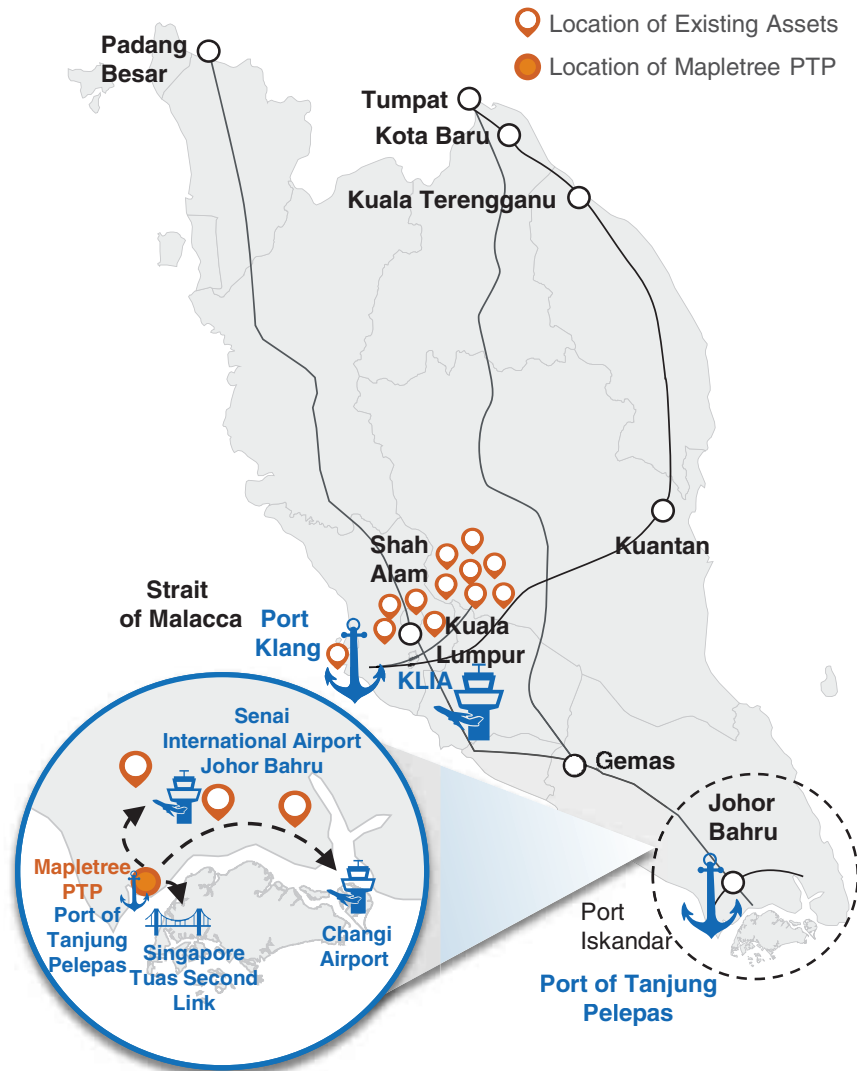 Location of Existing Assets
Location of Mapletree PTP
Padang
Besar
Tumpat
Kota Baru
Kuala Terengganu
Kuantan
Shah
Alam
Strait
of Malacca
Port
Klang
Kuala
Lumpur
KLIA
Gemas
Johor
Bahru
Port
Iskandar
Port of Tanjung
Pelepas
Senai
International Airport
Johor Bahru
Mapletree
PTP
Port of
Tanjung
Pelepas
Singapore
Tuas Second
Link
Changi
Airport